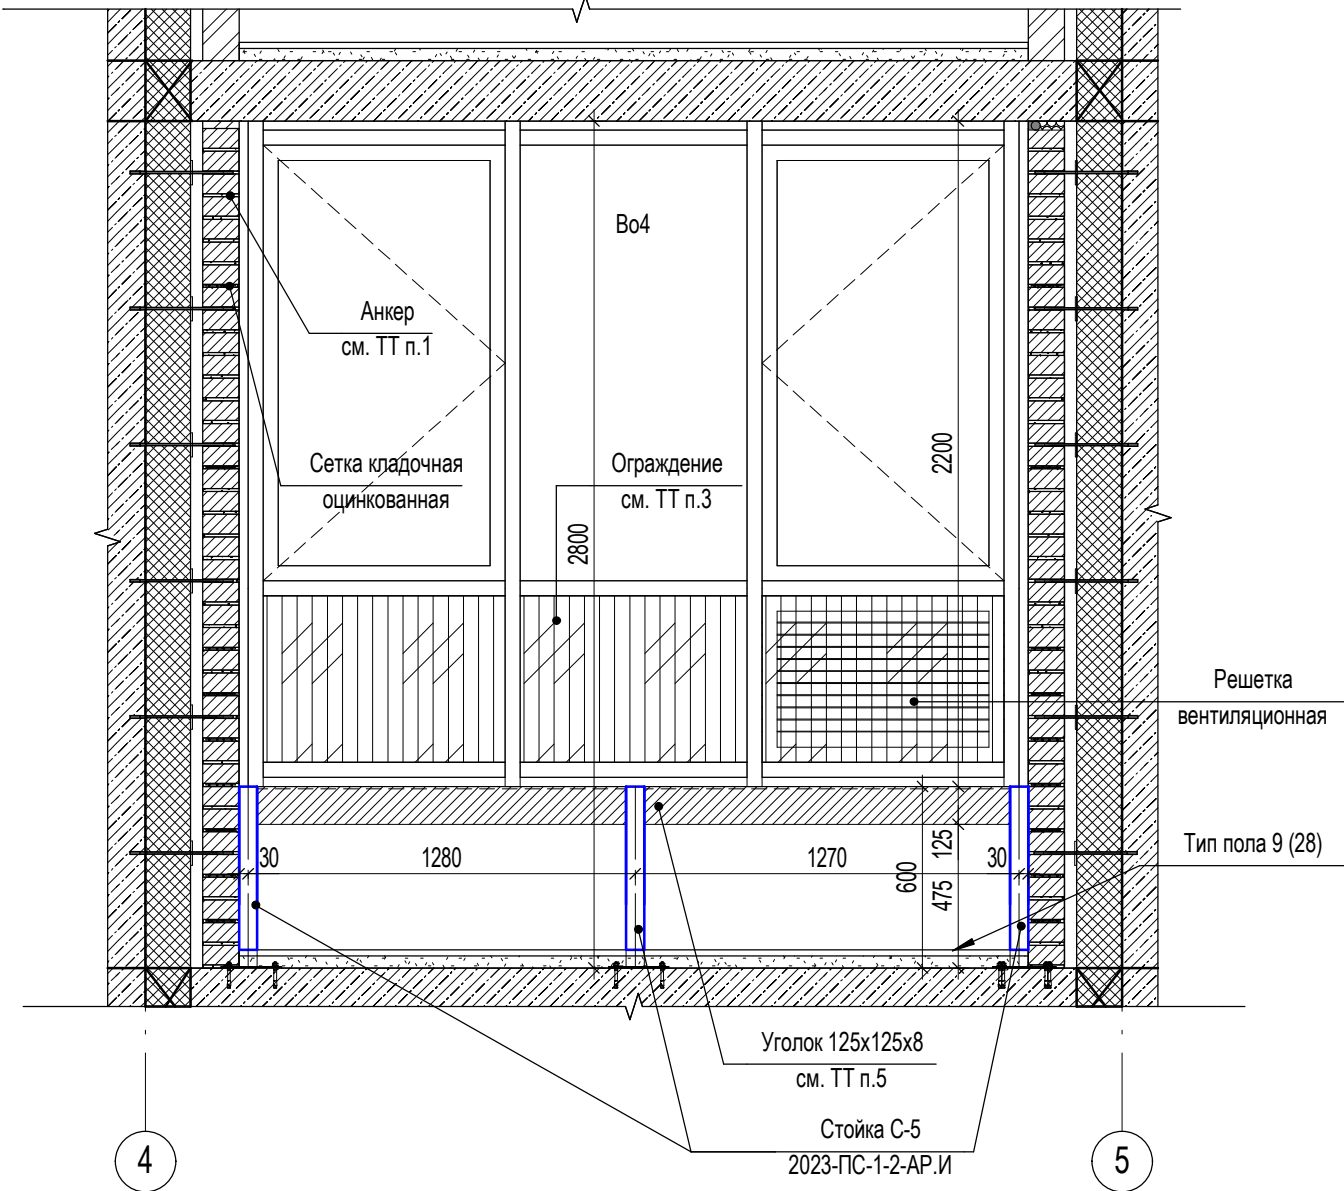 Во4
Анкер
см. ТТ п.1
Сетка кладочная
оцинкованная
Ограждение
см. ТТ п.3
2800
2200
Решетка
вентиляционная
30
1280
1270
30
600
475
125
Тип пола 9 (28)
Уголок 125х125х8
см. ТТ п.5
Стойка С-5
2023-ПС-1-2-АР.И
4
5